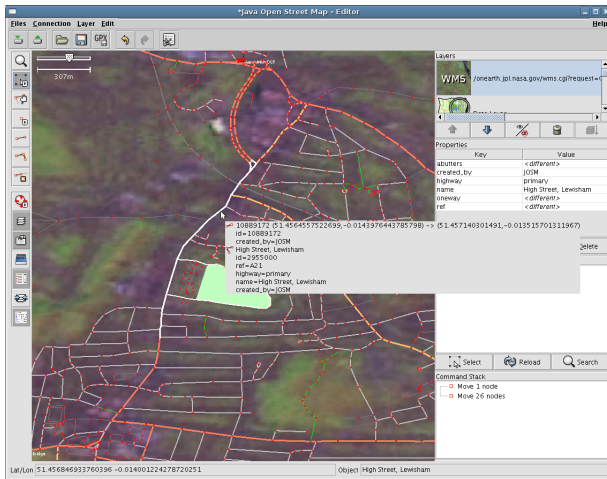 *Java Open Street Map - Editor
Files Connection Layer Edit Help
GPX
307m
Layers
WMS /onearth.jpl.nasa.gov/wms.cgi?request=
Properties
Key Value
abutters <different>
created_by JOSM
highway primary
name High Street, Lewisham
oneway <different>
ref <different>
10889172 (51.4564557522699,-0.0143976443785798) -> (51.457140301491,-0.013515701311967)
id=10889172
created_by=JOSM
High Street, Lewisham
id=2955000
ref=A21
highway=primary
name=High Street, Lewisham
created_by=JOSM
Delete
Select Reload Search
Command Stack
Move 1 node
Move 26 nodes
Lat/Lon 51.456846933760396 -0.014001224278720251 Object High Street, Lewisham